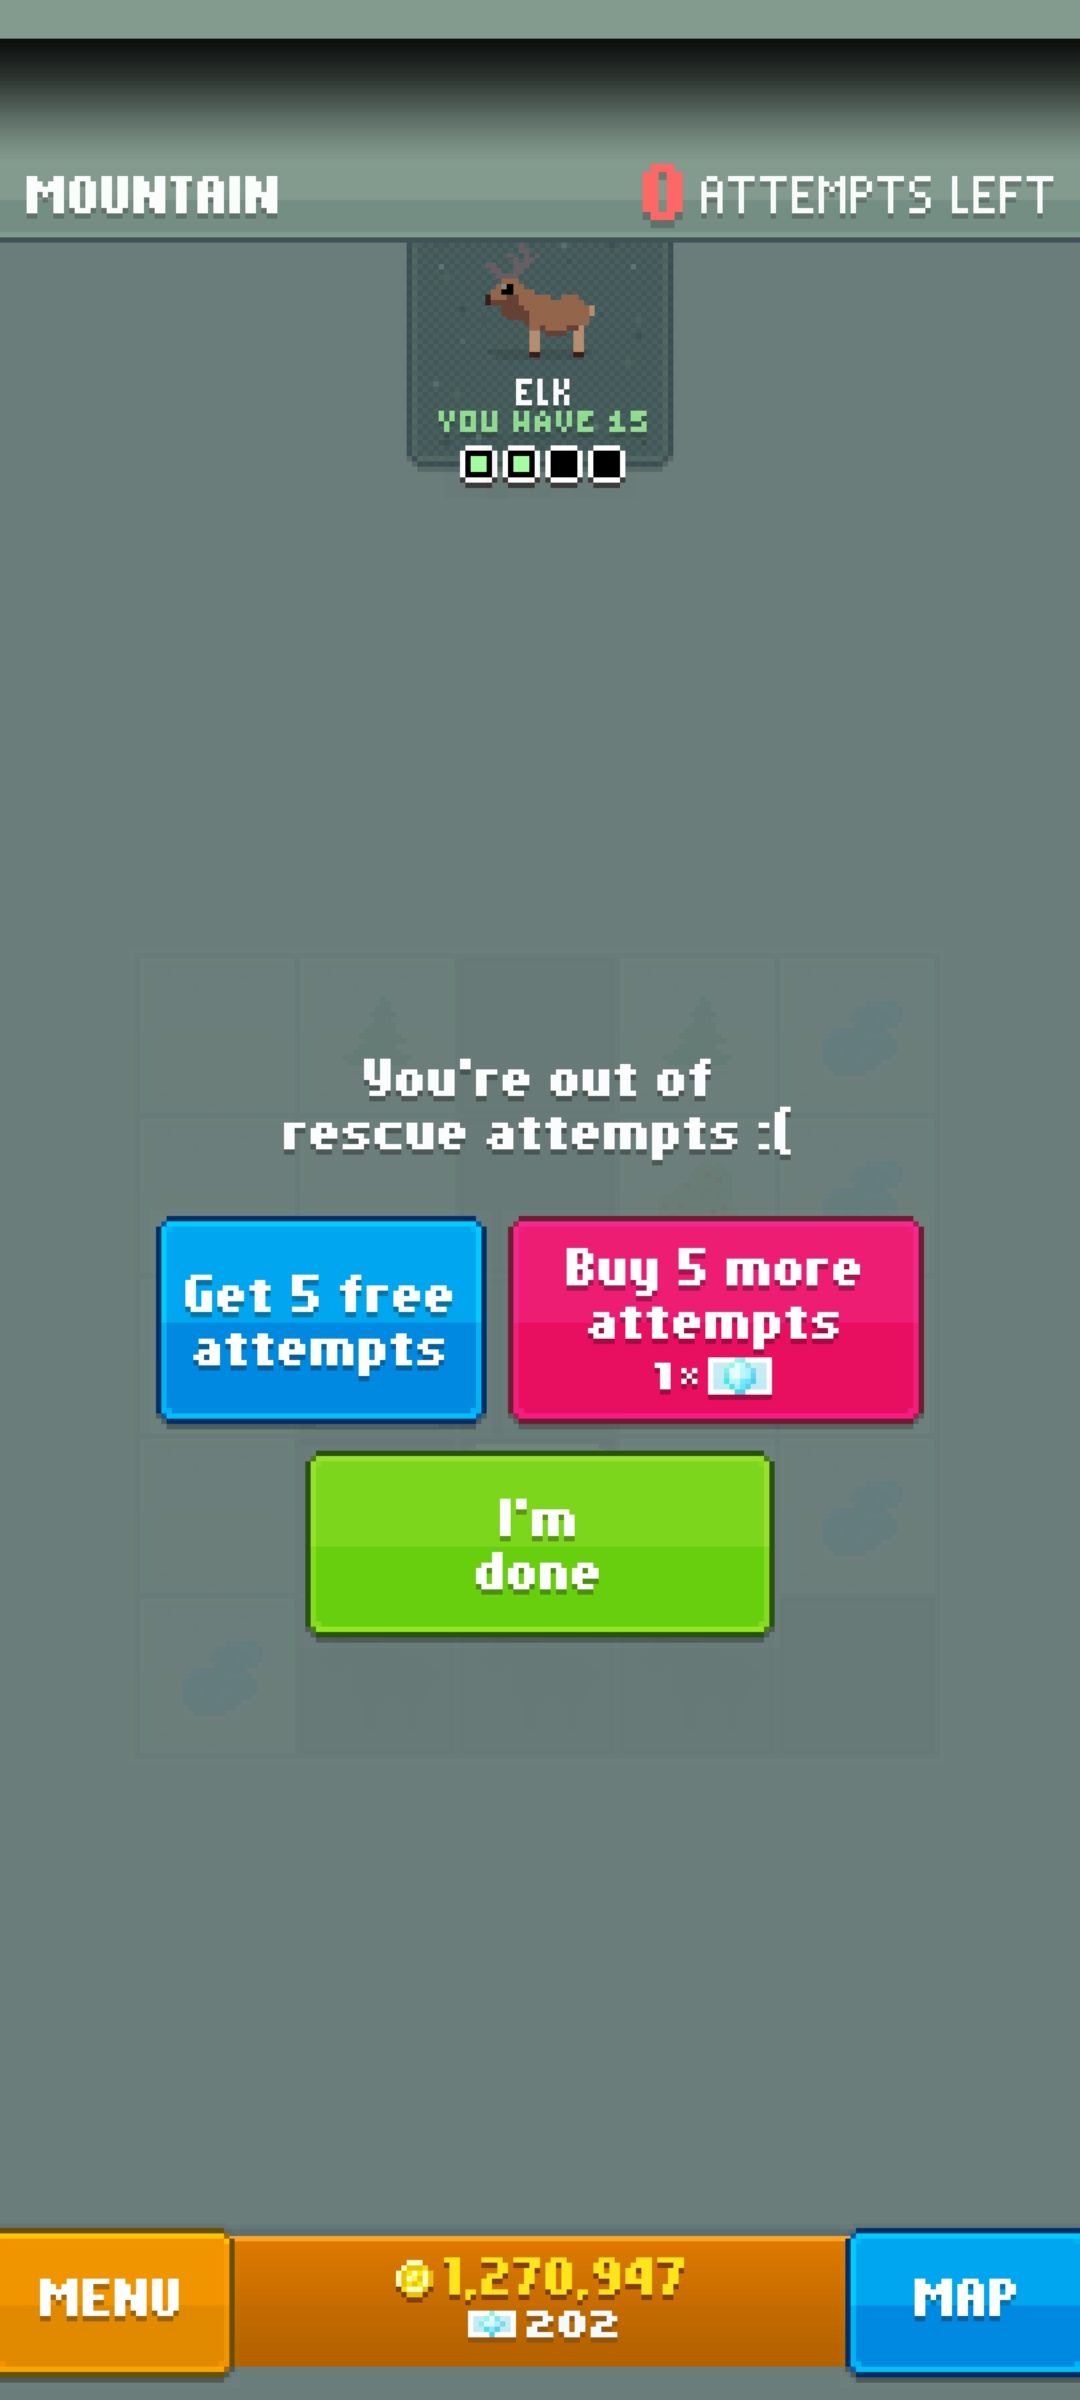 MOUNTAIN
0 ATTEMPTS LEFT
ELK
YOU HAVE 15
You're out of
rescue attempts :(
Get 5 free
attempts
Buy 5 more
attempts
1×
I'm
done
MENU
1,270,947
202
MAP